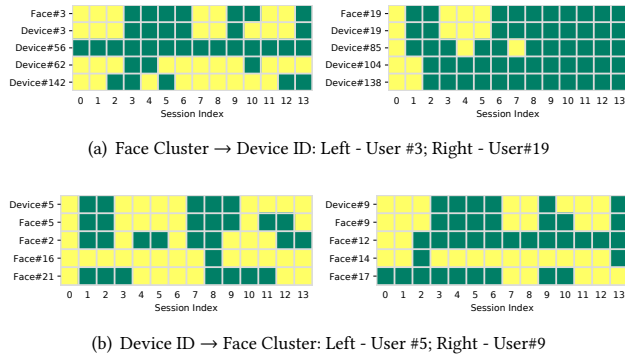 Face#3
Device#3
Device#56
Device#62
Device#142
0 1 2 3 4 5 6 7 8 9 10 11 12 13
Session Index
Face#19
Device#19
Device#85
Device#104
Device#138
0 1 2 3 4 5 6 7 8 9 10 11 12 13
Session Index
(a) Face Cluster → Device ID: Left - User #3; Right - User#19
Device#5
Face#5
Face#2
Face#16
Face#21
0 1 2 3 4 5 6 7 8 9 10 11 12 13
Session Index
Device#9
Face#9
Face#12
Face#14
Face#17
0 1 2 3 4 5 6 7 8 9 10 11 12 13
Session Index
(b) Device ID → Face Cluster: Left - User #5; Right - User#9